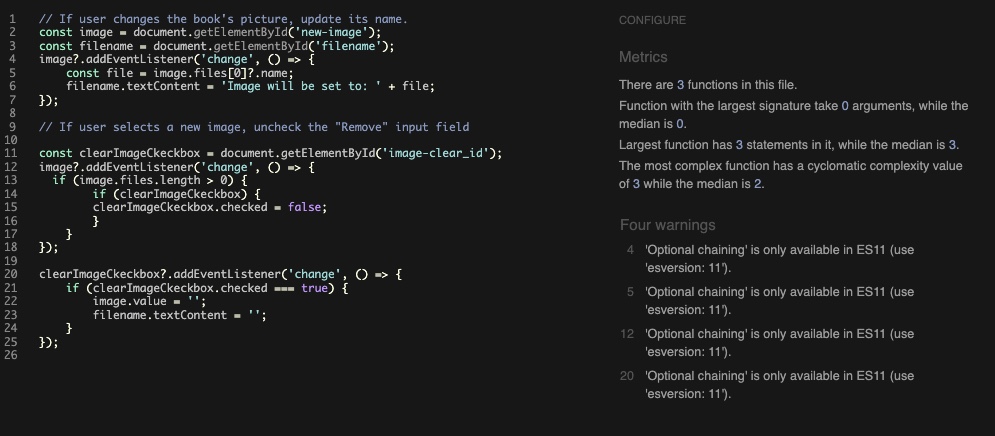 1 // If user changes the book's picture, update its name.
2 const image = document.getElementById('new-image');
3 const filename = document.getElementById('filename');
4 image?.addEventListener('change', () => {
5 const file = image.files[0]?.name;
6 filename.textContent = 'Image will be set to: ' + file;
7 });
8
9 // If user selects a new image, uncheck the "Remove" input field
10
11 const clearImageCkeckbox = document.getElementById('image-clear_id');
12 image?.addEventListener('change', () => {
13 if (image.files.length > 0) {
14 if (clearImageCkeckbox) {
15 clearImageCkeckbox.checked = false;
16 }
17 }
18 });
19
20 clearImageCkeckbox?.addEventListener('change', () => {
21 if (clearImageCkeckbox.checked === true) {
22 image.value = '';
23 filename.textContent = '';
24 }
25 });
26
CONFIGURE
Metrics
There are 3 functions in this file.
Function with the largest signature take 0 arguments, while the
median is 0.
Largest function has 3 statements in it, while the median is 3.
The most complex function has a cyclomatic complexity value
of 3 while the median is 2.
Four warnings
4 'Optional chaining' is only available in ES11 (use
'esversion: 11').
5 'Optional chaining' is only available in ES11 (use
'esversion: 11').
12 'Optional chaining' is only available in ES11 (use
'esversion: 11').
20 'Optional chaining' is only available in ES11 (use
'esversion: 11').